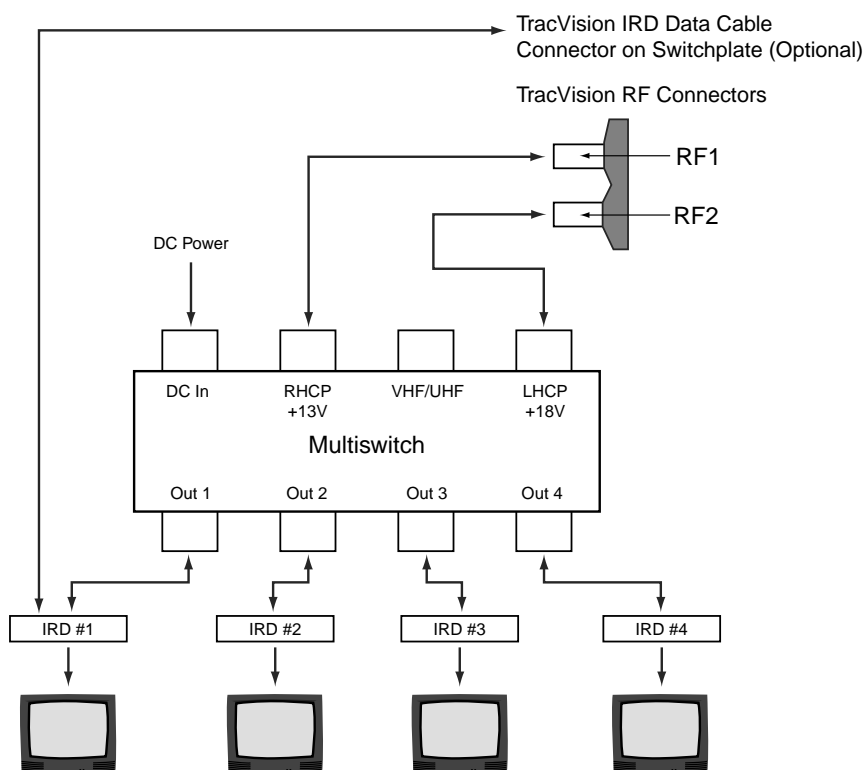 TracVision IRD Data Cable
Connector on Switchplate (Optional)
TracVision RF Connectors
RF1
RF2
DC Power
DC In
RHCP
+13V
VHF/UHF
LHCP
+18V
Multiswitch
Out 1
Out 2
Out 3
Out 4
IRD #1
IRD #2
IRD #3
IRD #4